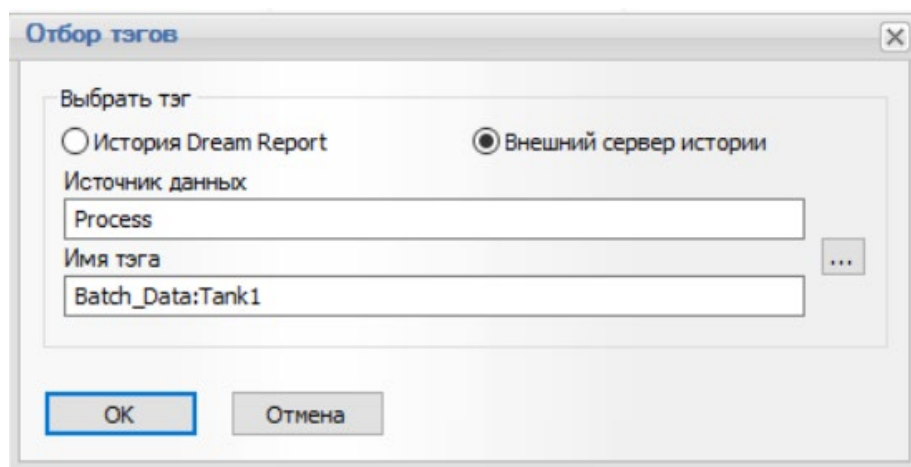 Отбор тэгов
Выбрать тэг
История Dream Report Внешний сервер истории
Источник данных
Process
Имя тэга
...
Batch_Data:Tank1
OK Отмена